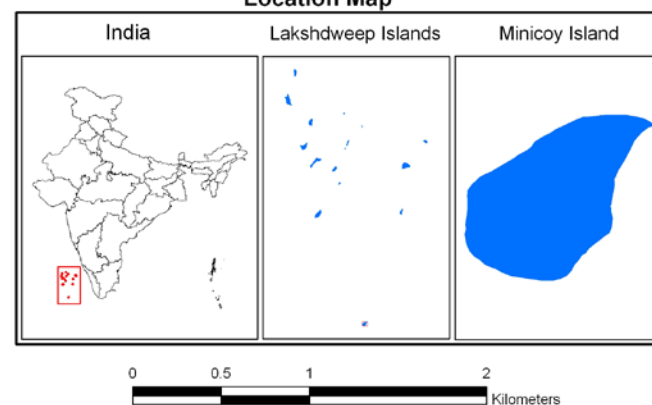 Location Map
India
Lakshdweep Islands
Minicoy Island
0 0.5 1 2
Kilometers